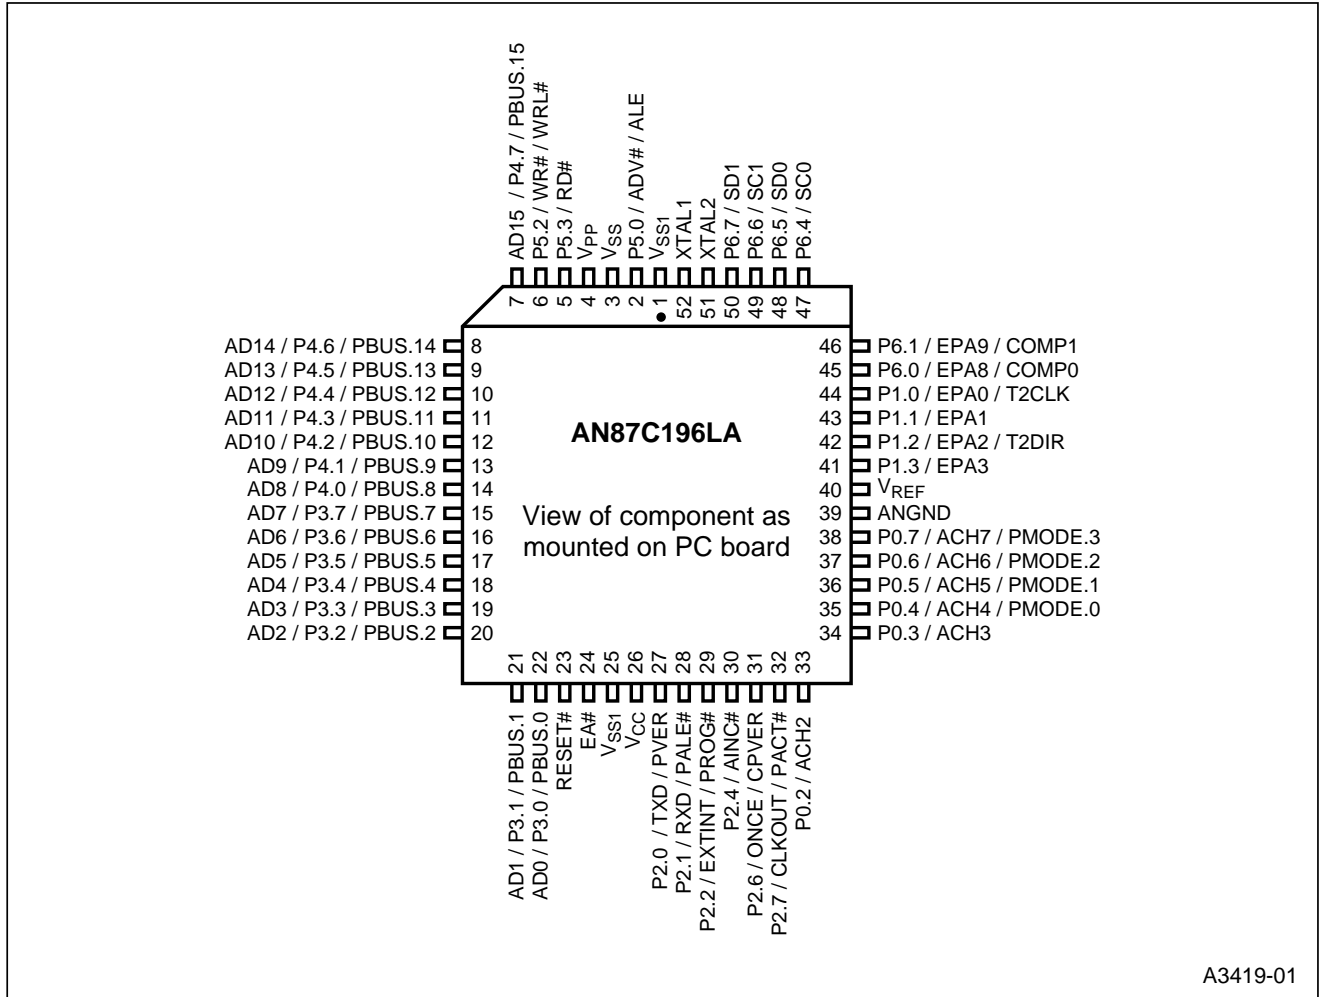 AD15 / P4.7 / PBUS.15
P5.2 / WR# / WRL#
P5.3 / RD#
VPP
VSS
P5.0 / ADV# / ALE
VSS1
XTAL1
XTAL2
P6.7 / SD1
P6.6 / SC1
P6.5 / SD0
P6.4 / SC0
7 6 5 4 3 2 1 52 51 50 49 48 47
AD14 / P4.6 / PBUS.14 8
AD13 / P4.5 / PBUS.13 9
AD12 / P4.4 / PBUS.12 10
AD11 / P4.3 / PBUS.11 11
AD10 / P4.2 / PBUS.10 12
AD9 / P4.1 / PBUS.9 13
AD8 / P4.0 / PBUS.8 14
AD7 / P3.7 / PBUS.7 15
AD6 / P3.6 / PBUS.6 16
AD5 / P3.5 / PBUS.5 17
AD4 / P3.4 / PBUS.4 18
AD3 / P3.3 / PBUS.3 19
AD2 / P3.2 / PBUS.2 20
AN87C196LA
View of component as
mounted on PC board
46 P6.1 / EPA9 / COMP1
45 P6.0 / EPA8 / COMP0
44 P1.0 / EPA0 / T2CLK
43 P1.1 / EPA1
42 P1.2 / EPA2 / T2DIR
41 P1.3 / EPA3
40 VREF
39 ANGND
38 P0.7 / ACH7 / PMODE.3
37 P0.6 / ACH6 / PMODE.2
36 P0.5 / ACH5 / PMODE.1
35 P0.4 / ACH4 / PMODE.0
34 P0.3 / ACH3
21 22 23 24 25 26 27 28 29 30 31 32 33
AD1 / P3.1 / PBUS.1
AD0 / P3.0 / PBUS.0
RESET#
EA#
VSS1
VCC
P2.0 / TXD / PVER
P2.1 / RXD / PALE#
P2.2 / EXTINT / PROG#
P2.4 / AINC#
P2.6 / ONCE / CPVER
P2.7 / CLKOUT / PACT#
P0.2 / ACH2
A3419-01